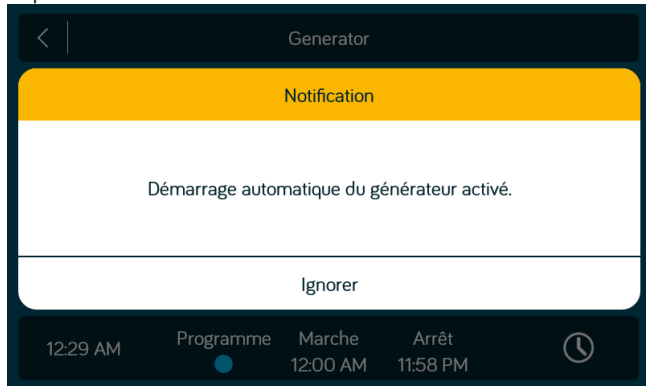 Generator
Notification
Démarrage automatique du générateur activé.
Ignorer
12:29 AM Programme Marche Arrêt
12:00 AM 11:58 PM